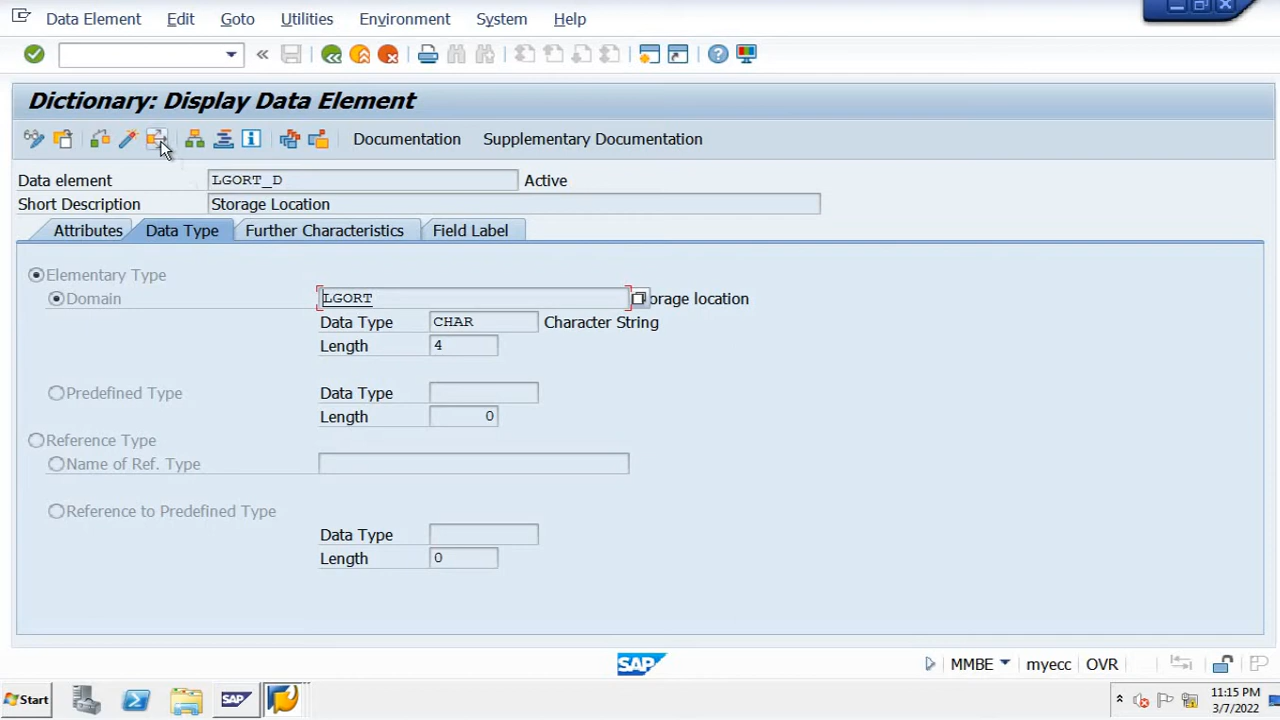 Data Element Edit Goto Utilities Environment System Help
Dictionary: Display Data Element
Documentation Supplementary Documentation
Data element LGORT_D Active
Short Description Storage Location
Attributes Data Type Further Characteristics Field Label
Elementary Type
Domain LGORT orage location
Data Type CHAR Character String
Length 4
Predefined Type Data Type
Length 0
Reference Type
Name of Ref. Type
Reference to Predefined Type
Data Type
Length 0
SAP MMBE myecc OVR
Start SAP 11:15 PM
3/7/2022